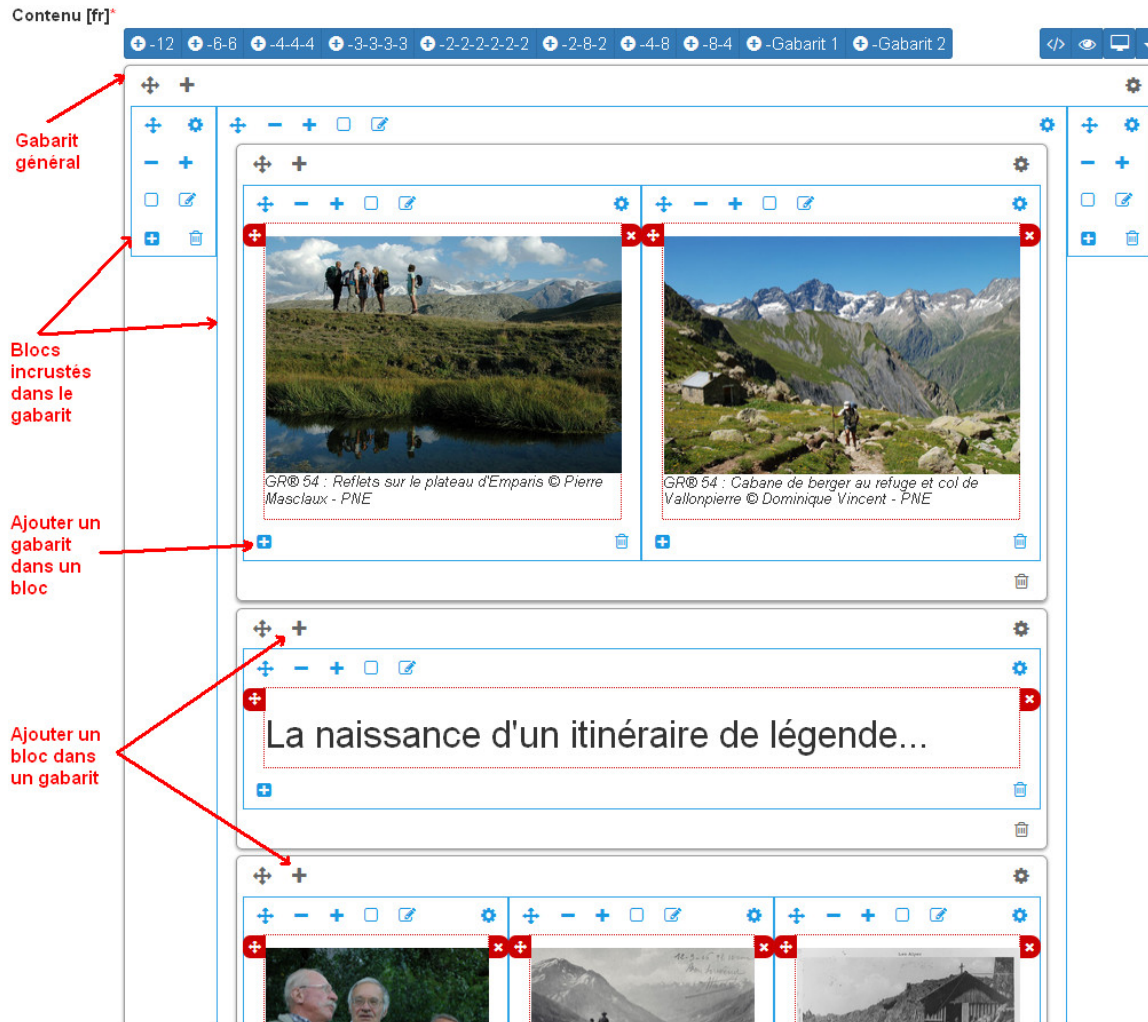 Contenu [fr]*
-12 -6-6 -4-4-4 -3-3-3-3 -2-2-2-2-2-2 -2-8-2 -4-8 -8-4 -Gabarit 1 -Gabarit 2
Gabarit
général
Blocs
incrustés
dans le
gabarit
GR® 54 : Reflets sur le plateau d'Emparis © Pierre
Masclaux - PNE
GR® 54 : Cabane de berger au refuge et col de
Vallonpierre © Dominique Vincent - PNE
Ajouter un
gabarit
dans un
bloc
La naissance d'un itinéraire de légende...
Ajouter un
bloc dans
un gabarit